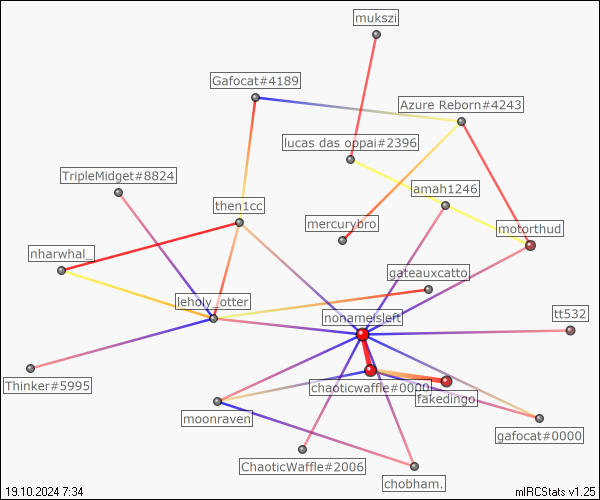 mukszi
Gafocat#4189
Azure Reborn#4243
lucas das oppai#2396
TripleMidget#8824
amah1246
then1cc
mercurybro
motorthud
nharwhal_
gateauxcatto
leholy_otter
nonameisleft
tt532
Thinker#5995
chaoticwaffle#0000
fakedingo.
moonraven
gafocat#0000
ChaoticWaffle#2006
chobham.
19.10.2024 7:34
mIRCStats v1.25